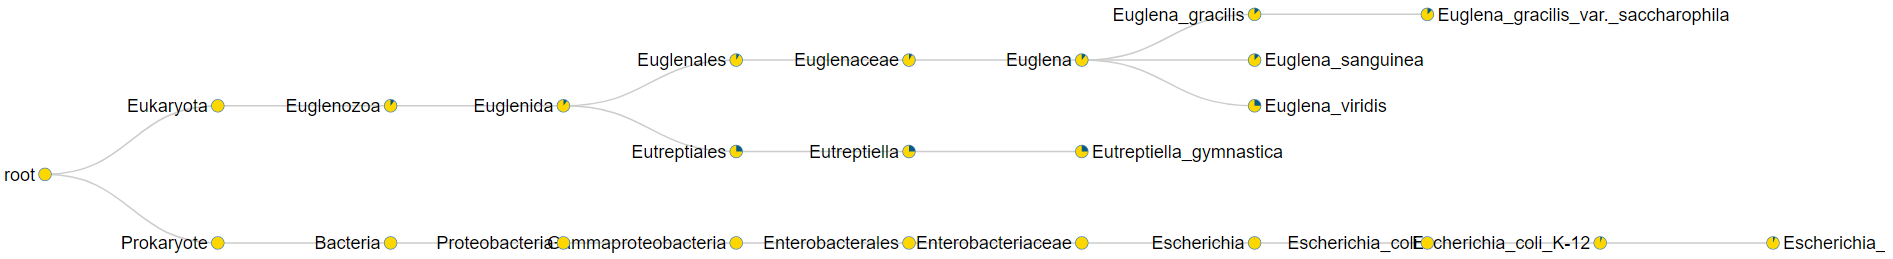 Euglena_gracilis Euglena_gracilis_var._saccharophila
Euglenales Euglenaceae Euglena Euglena_sanguinea
Eukaryota Euglenozoa Euglenida Euglena_viridis
Eutreptiales Eutreptiella Eutreptiella_gymnastica
root
Prokaryote Bacteria Proteobacteria Gammaproteobacteria Enterobacterales Enterobacteriaceae Escherichia Escherichia_coli Escherichia_coli_K-12 Escherichia_